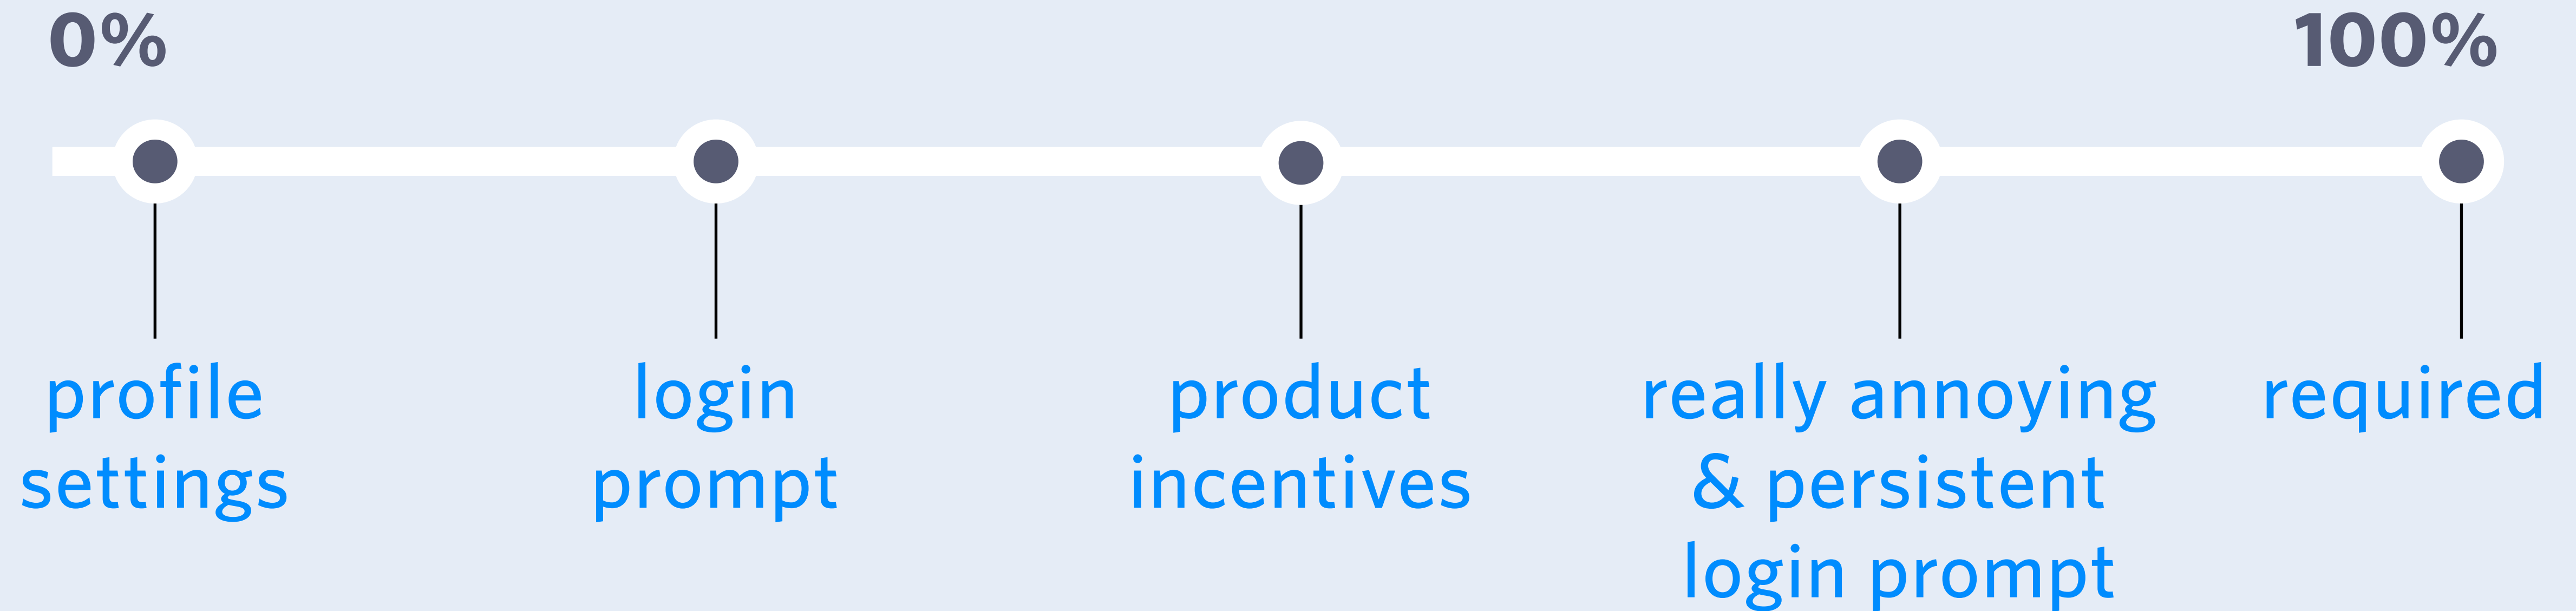 0%
100%
profile
settings
login
prompt
product
incentives
really annoying
& persistent
login prompt
required